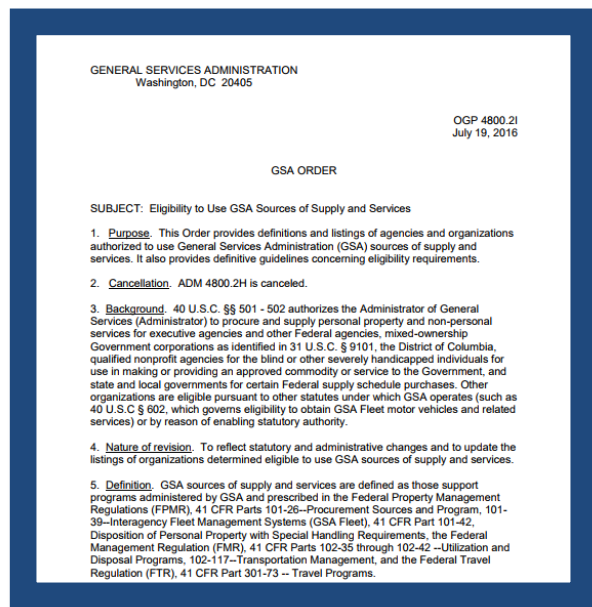 GENERAL SERVICES ADMINISTRATION
Washington, DC 20405
OGP 4800.2I
July 19, 2016
GSA ORDER
SUBJECT: Eligibility to Use GSA Sources of Supply and Services
1. Purpose. This Order provides definitions and listings of agencies and organizations
authorized to use General Services Administration (GSA) sources of supply and
services. It also provides definitive guidelines concerning eligibility requirements.
2. Cancellation. ADM 4800.2H is canceled.
3. Background. 40 U.S.C. §§ 501 - 502 authorizes the Administrator of General
Services (Administrator) to procure and supply personal property and non-personal
services for executive agencies and other Federal agencies, mixed-ownership
Government corporations as identified in 31 U.S.C. § 9101, the District of Columbia,
qualified nonprofit agencies for the blind or other severely handicapped individuals for
use in making or providing an approved commodity or service to the Government, and
state and local governments for certain Federal supply schedule purchases. Other
organizations are eligible pursuant to other statutes under which GSA operates (such as
40 U.S.C § 602, which governs eligibility to obtain GSA Fleet motor vehicles and related
services) or by reason of enabling statutory authority.
4. Nature of revision. To reflect statutory and administrative changes and to update the
listings of organizations determined eligible to use GSA sources of supply and services.
5. Definition. GSA sources of supply and services are defined as those support
programs administered by GSA and prescribed in the Federal Property Management
Regulations (FPMR), 41 CFR Parts 101-26--Procurement Sources and Program, 101-
39--Interagency Fleet Management Systems (GSA Fleet), 41 CFR Part 101-42,
Disposition of Personal Property with Special Handling Requirements, the Federal
Management Regulation (FMR), 41 CFR Parts 102-35 through 102-42 --Utilization and
Disposal Programs, 102-117--Transportation Management, and the Federal Travel
Regulation (FTR), 41 CFR Part 301-73 -- Travel Programs.